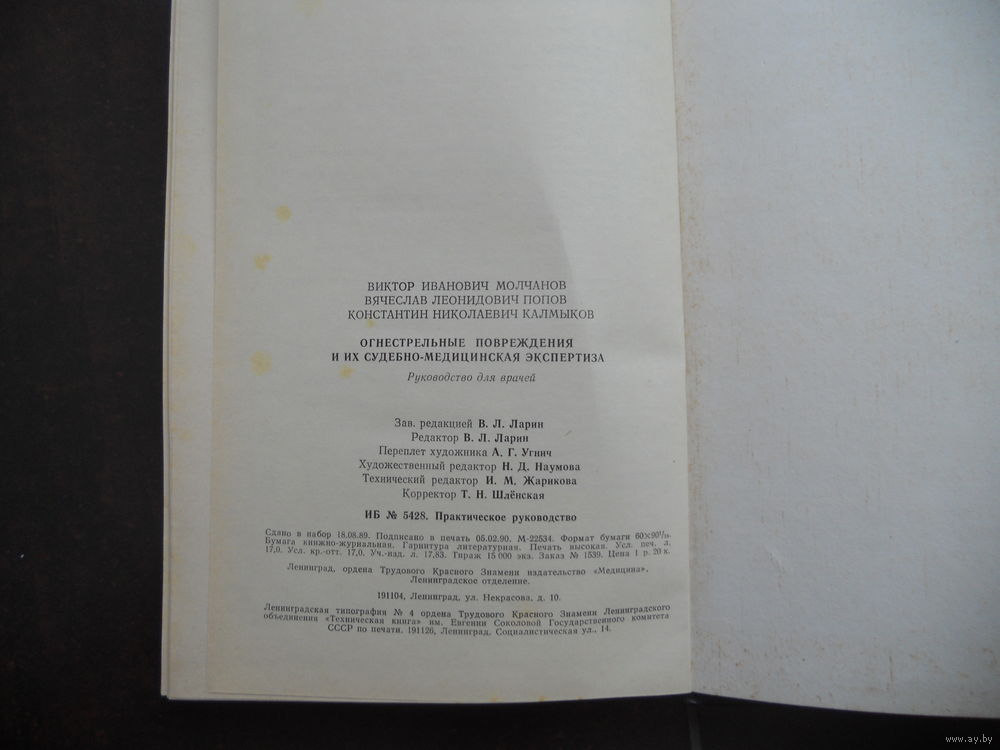 ВИКТОР ИВАНОВИЧ МОЛЧАНОВ
ВЯЧЕСЛАВ ЛЕОНИДОВИЧ ПОПОВ
КОНСТАНТИН НИКОЛАЕВИЧ КАЛМЫКОВ
ОГНЕСТРЕЛЬНЫЕ ПОВРЕЖДЕНИЯ
И ИХ СУДЕБНО-МЕДИЦИНСКАЯ ЭКСПЕРТИЗА
Руководство для врачей
Зав. редакцией В. Л. Ларин
Редактор В. Л. Ларин
Переплет художника А. Г. Угнич
Художественный редактор Н. Д. Наумова
Технический редактор И. М. Жарикова
Корректор Т. Н. Шлёнская
ИБ № 5428. Практическое руководство
Сдано в набор 18.08.89. Подписано в печать 05.02.90. М-22534. Формат бумаги 60×90¹/₁₆.
Бумага книжно-журнальная. Гарнитура литературная. Печать высокая. Усл. печ. л.
17,0. Усл. кр.-отт. 17,0. Уч.-изд. л. 17,83. Тираж 15 000 экз. Заказ № 1539. Цена 1 р. 20 к.
Ленинград, ордена Трудового Красного Знамени издательство «Медицина»,
Ленинградское отделение.
191104, Ленинград, ул. Некрасова, д. 10.
Ленинградская типография № 4 ордена Трудового Красного Знамени Ленинградского
объединения «Техническая книга» им. Евгении Соколовой Государственного комитета
СССР по печати. 191126, Ленинград, Социалистическая ул., 14.
www.ay.by